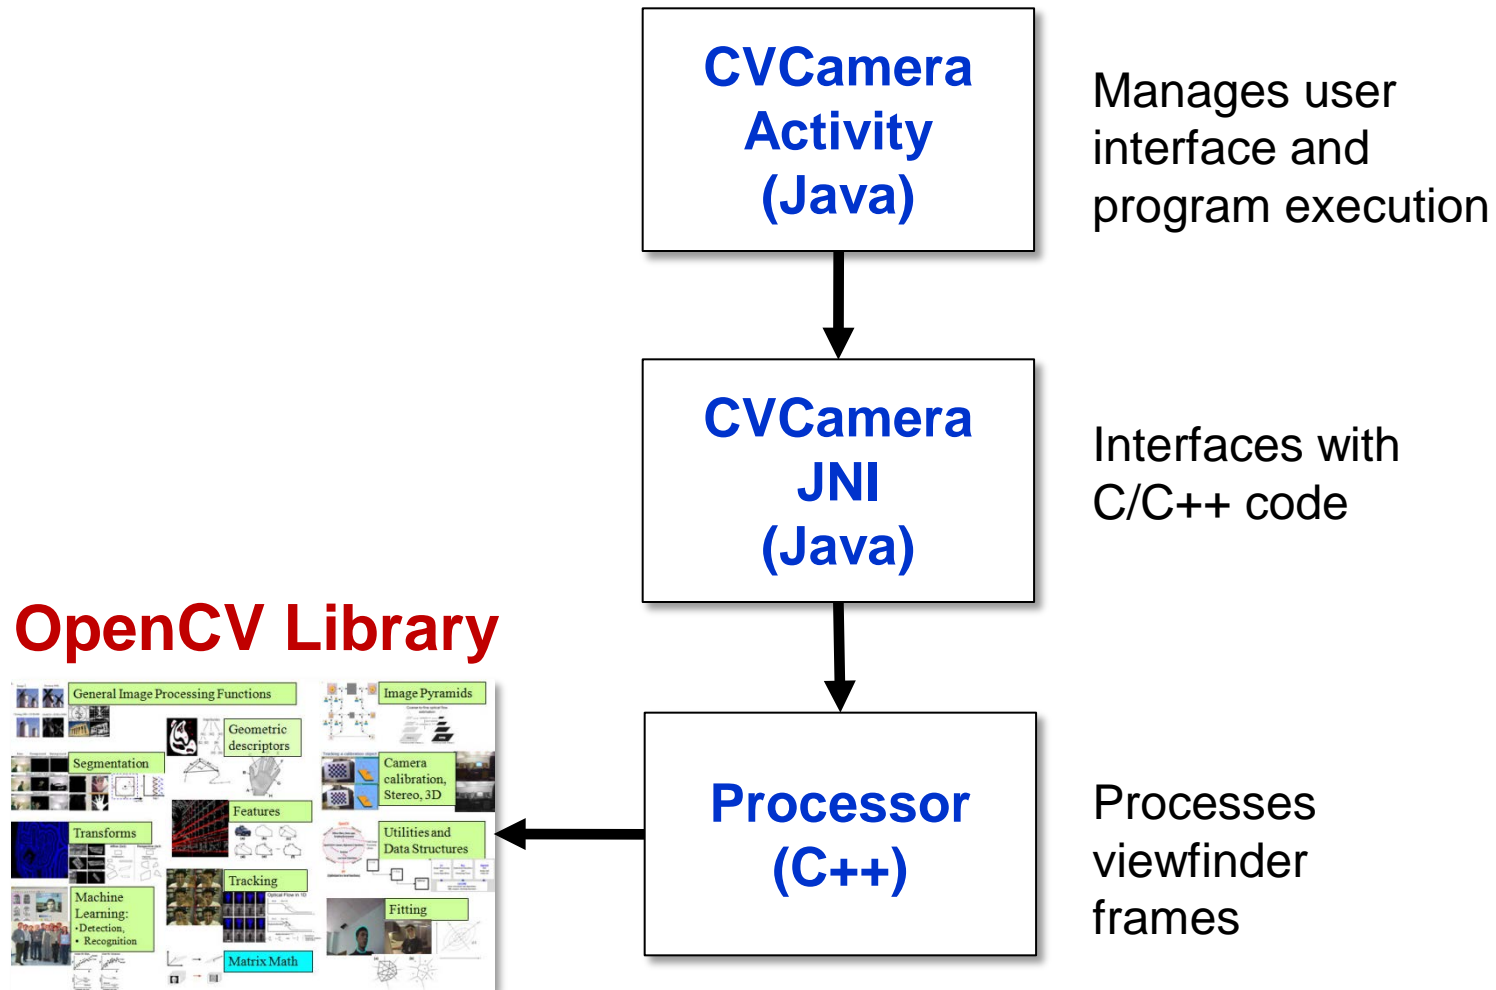 CVCamera
Activity
(Java)
Manages user
interface and
program execution
CVCamera
JNI
(Java)
Interfaces with
C/C++ code
OpenCV Library
General Image Processing Functions
Image Pyramids
Geometric
descriptors
Segmentation
Camera
calibration,
Stereo, 3D
Features
Transforms
Utilities and
Data Structures
Tracking
Machine
Learning:
•Detection,
• Recognition
Fitting
Matrix Math
Processor
(C++)
Processes
viewfinder
frames